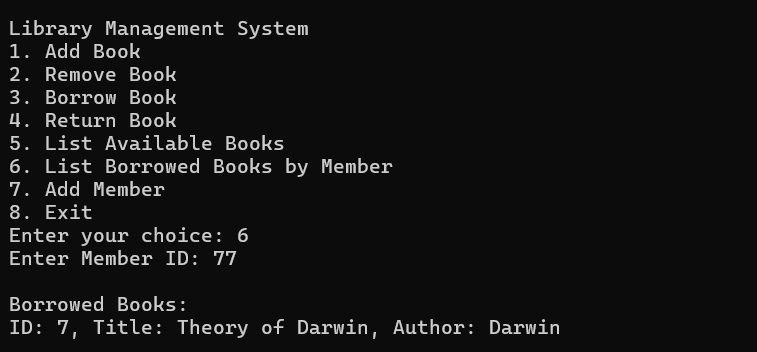 Library Management System
1. Add Book
2. Remove Book
3. Borrow Book
4. Return Book
5. List Available Books
6. List Borrowed Books by Member
7. Add Member
8. Exit
Enter your choice: 6
Enter Member ID: 77
Borrowed Books:
ID: 7, Title: Theory of Darwin, Author: Darwin